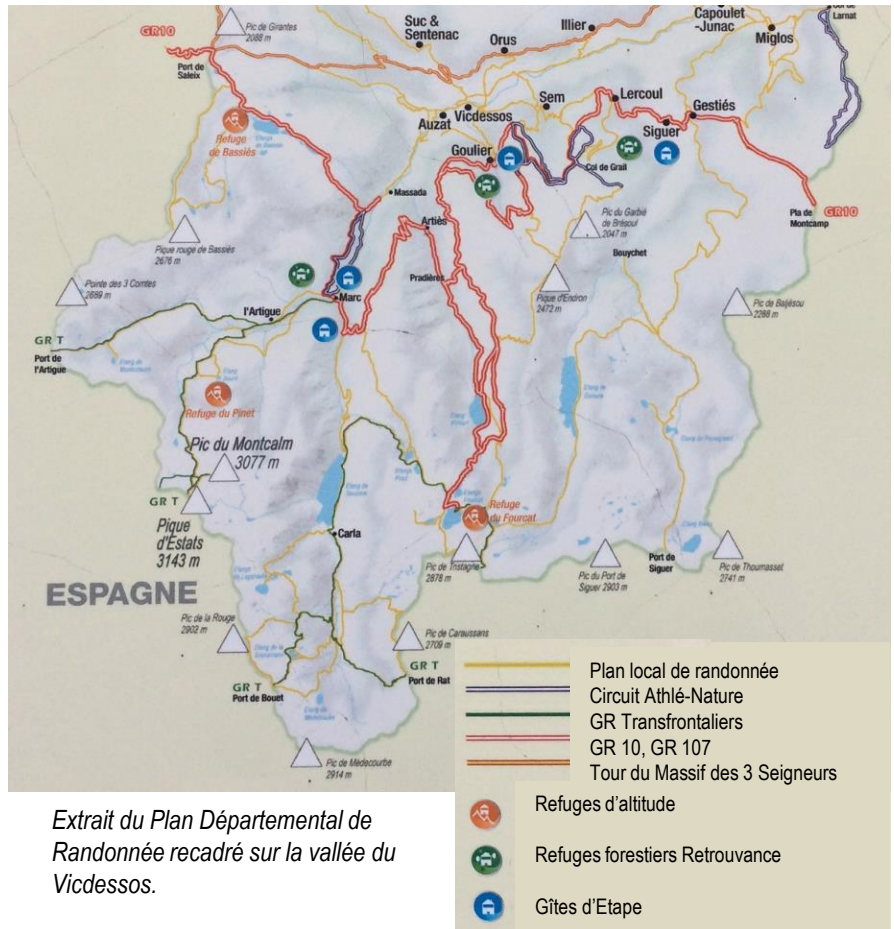 Pic de Girantes
2088 m
GR10
Port de
Saleix
Suc &
Sentenac
Orus
Illier
Capoulet
-Junac
Miglos
Larnat
Refuge
de Bassiès
Auzat
Vicdessos
Sem
Lercoul
Gestiès
Siguer
Goulier
Col de Grail
Massada
Artiès
Pic du Garbié
de Brésoul
2047 m
Pla de
Montcamp
GR10
Pique rouge de Bassiès
2676 m
Bouychet
Pradières
Pointe des 3 Comtes
Pique d'Endron
2472 m
Marc
l'Artigue
Pic de Baljésou
2288 m
GR T
Port de
l'Artigue
Refuge du Pinet
Pic du Montcalm
3077 m
GR T
Pique
d'Estats
3143 m
Refuge
du Fourcat
Carla
Pic de Tristagne
2878 m
Pic du Port de
Siguer 2903 m
Port de
Siguer
Pic de Thoumasset
2741 m
ESPAGNE
Pic de la Rouge
2902 m
Pic de Caraussans
2709 m
GR T
Port de Rat
GR T
Port de Bouet
Pic de Médecourbe
2914 m
Plan local de randonnée
Circuit Athlé-Nature
GR Transfrontaliers
GR 10, GR 107
Tour du Massif des 3 Seigneurs
Refuges d'altitude
Refuges forestiers Retrouvance
Gîtes d'Etape
Extrait du Plan Départemental de
Randonnée recadré sur la vallée du
Vicdessos.